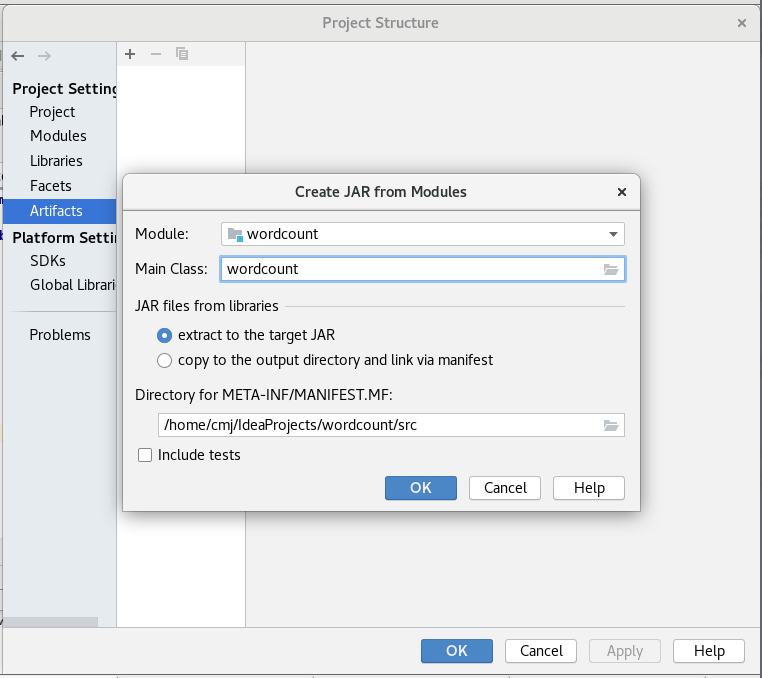 Project Structure
Project Setting
Project
Modules
Libraries
Facets
Artifacts
Platform Setti
SDKs
Global Librari
Problems
Create JAR from Modules
Module: wordcount
Main Class: wordcount
JAR files from libraries
extract to the target JAR
copy to the output directory and link via manifest
Directory for META-INF/MANIFEST.MF:
/home/cmj/IdeaProjects/wordcount/src
Include tests
OK Cancel Help
OK Cancel Apply Help